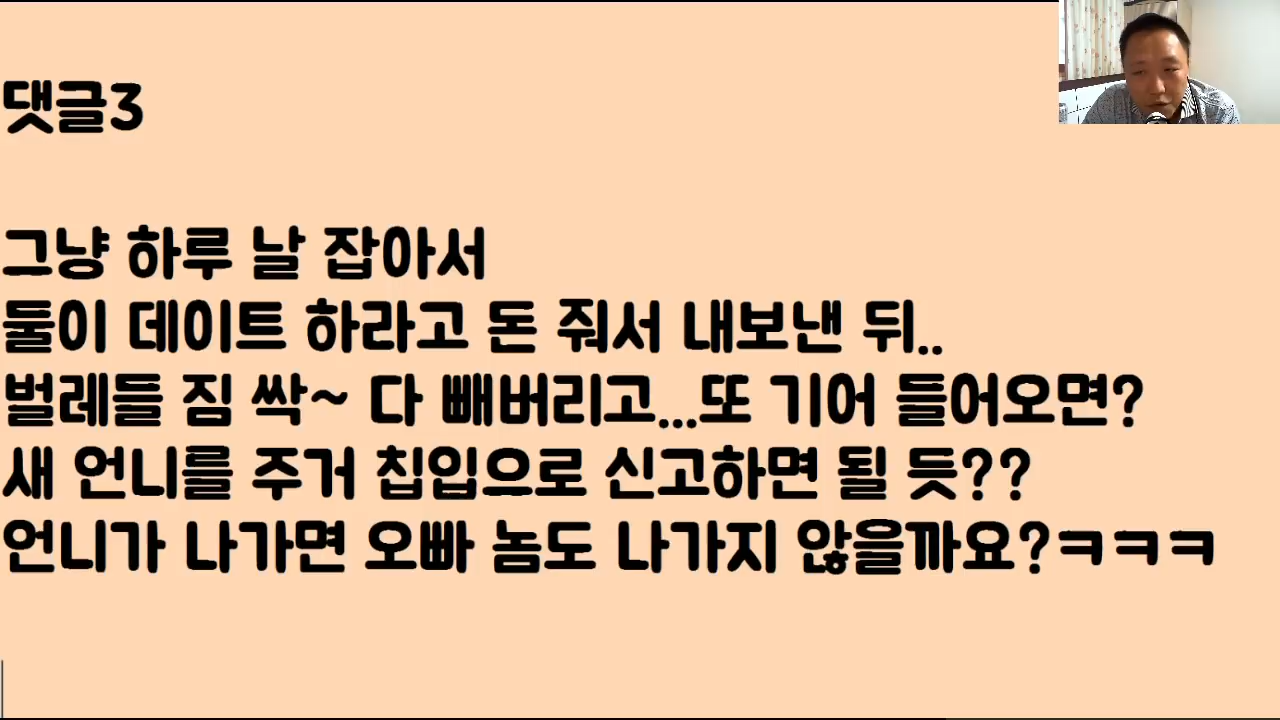 댓글3
그냥 하루 날 잡아서
둘이 데이트 하라고 돈 줘서 내보낸 뒤..
벌레들 짐 싹~ 다 빼버리고...또 기어 들어오면?
새 언니를 주거 칩입으로 신고하면 될 듯??
언니가 나가면 오빠 놈도 나가지 않을까요?ㅋㅋㅋ